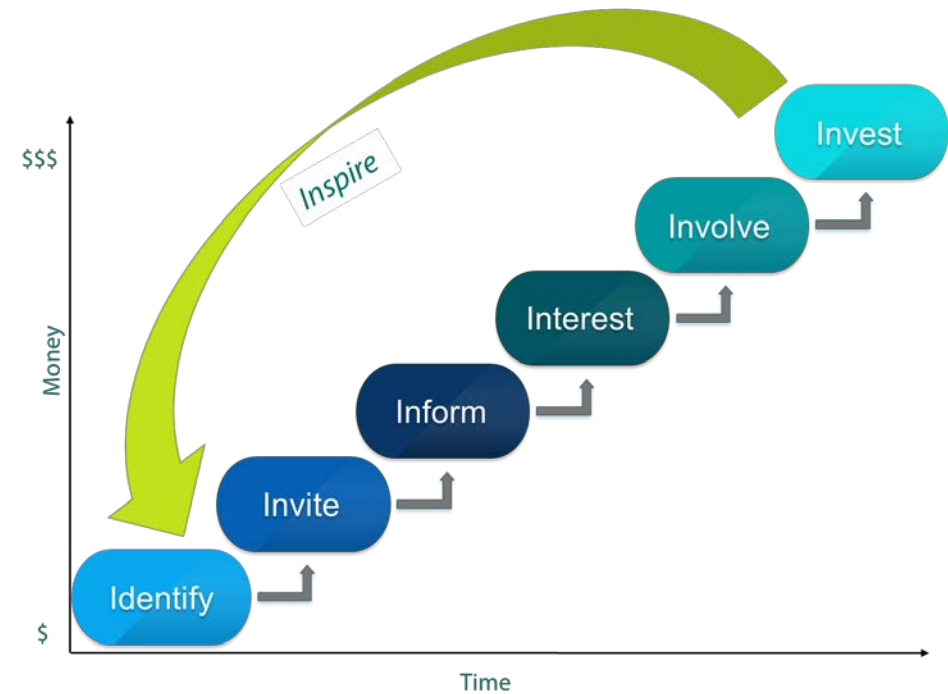 Invest
$$$
Inspire
Involve
Interest
Money
Inform
Invite
Identify
$
Time